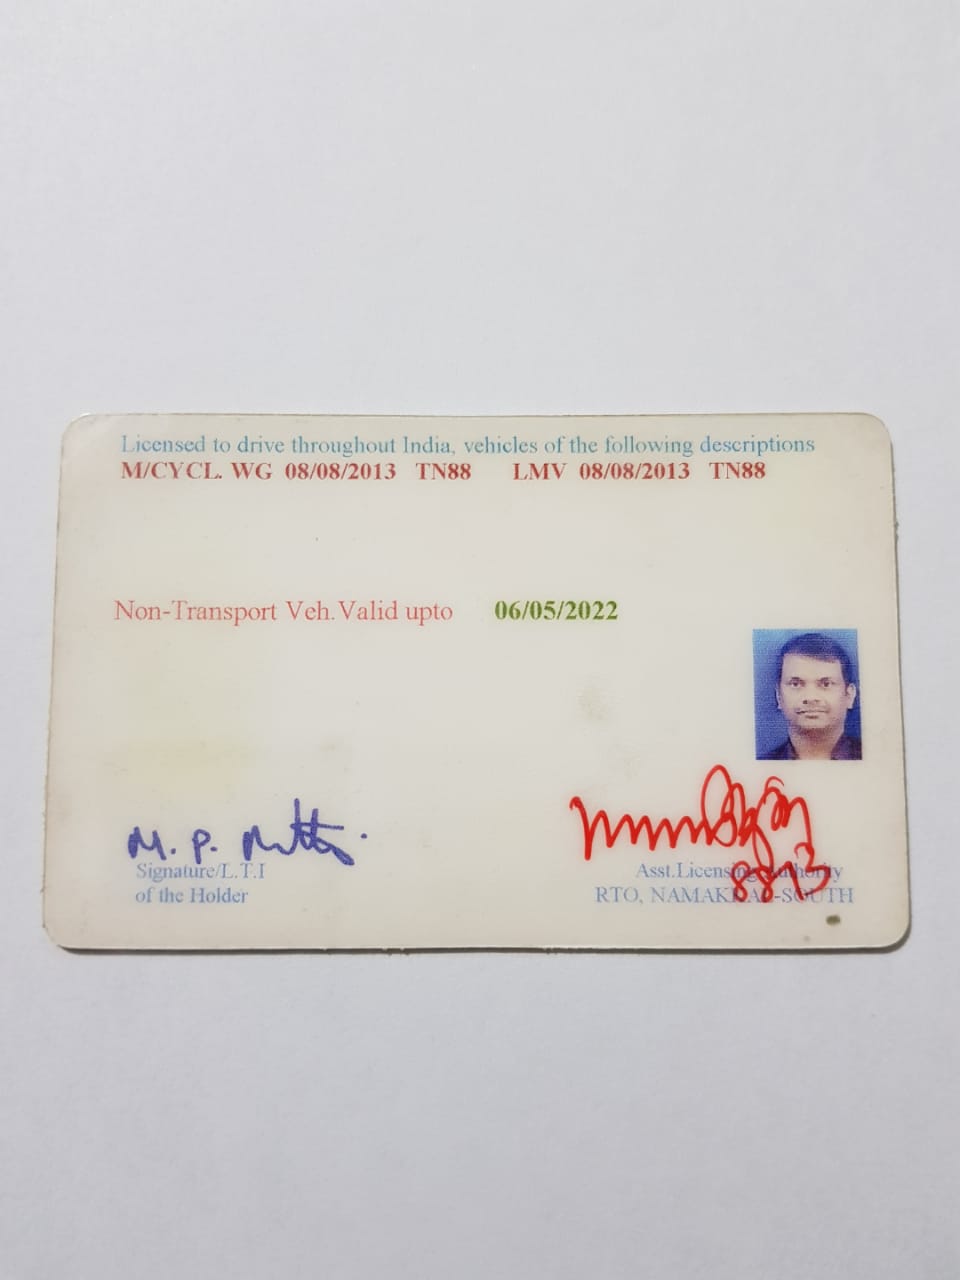 Licensed to drive throughout India, vehicles of the following descriptions
M/CYCL. WG 08/08/2013 TN88 LMV 08/08/2013 TN88
Non-Transport Veh.Valid upto 06/05/2022
M. P.
Signature/L.T.I
of the Holder
8813
Asst.Licensing Authority
RTO, NAMAKKAL-SOUTH